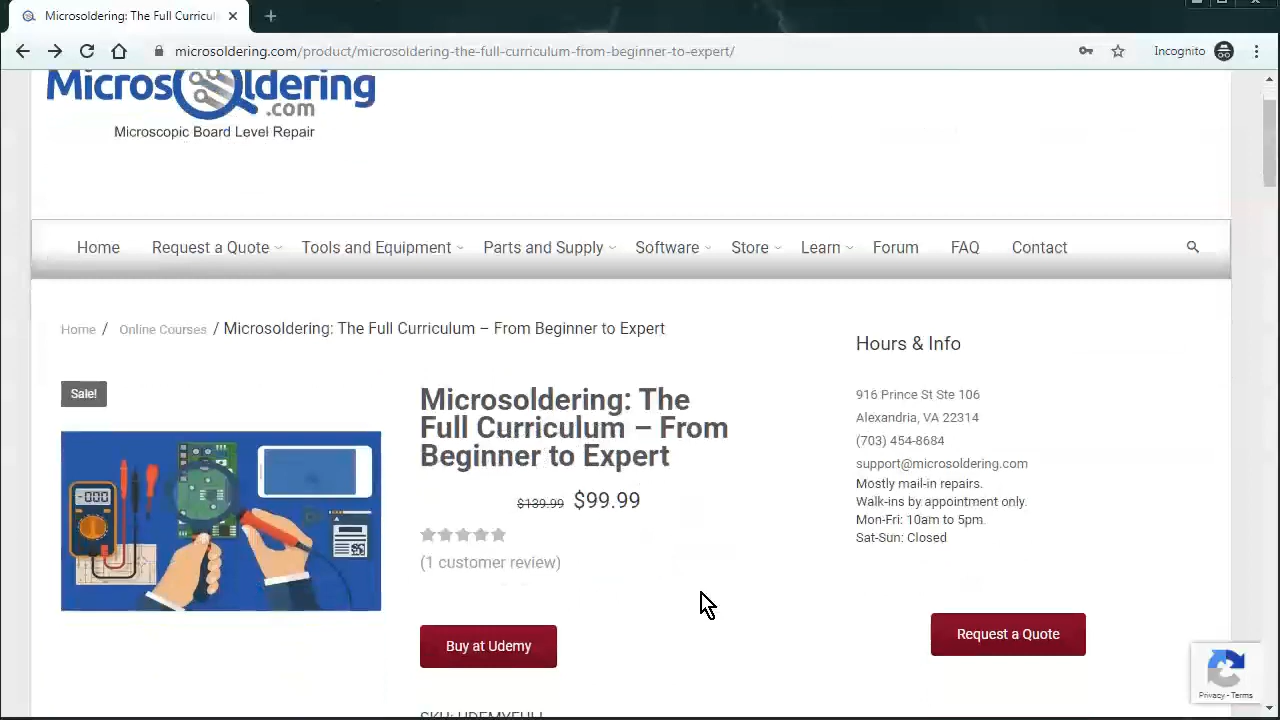 Microsoldering: The Full Curricul
microsoldering.com/product/microsoldering-the-full-curriculum-from-beginner-to-expert/
Incognito
Microsoldering
.com
Microscopic Board Level Repair
Home
Request a Quote
Tools and Equipment
Parts and Supply
Software
Store
Learn
Forum
FAQ
Contact
Home / Online Courses / Microsoldering: The Full Curriculum – From Beginner to Expert
Sale!
-000
Microsoldering: The
Full Curriculum – From
Beginner to Expert
$139.99 $99.99
(1 customer review)
Buy at Udemy
SKU: UDEMYFULL
Hours & Info
916 Prince St Ste 106
Alexandria, VA 22314
(703) 454-8684
support@microsoldering.com
Mostly mail-in repairs.
Walk-ins by appointment only.
Mon-Fri: 10am to 5pm.
Sat-Sun: Closed
Request a Quote
Privacy - Terms